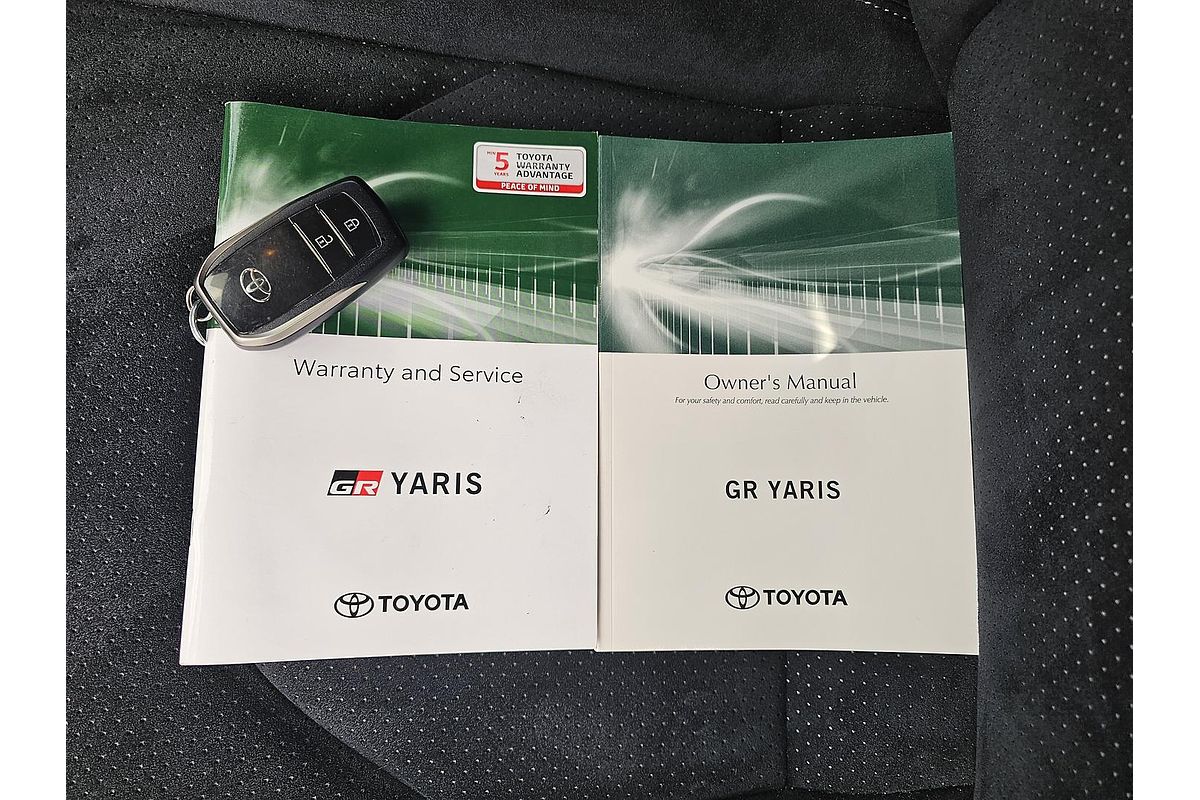 MIN 5 YEARS
TOYOTA
WARRANTY
ADVANTAGE
PEACE OF MIND
Warranty and Service
GR YARIS
TOYOTA
Owner's Manual
For your safety and comfort, read carefully and keep in the vehicle.
GR YARIS
TOYOTA